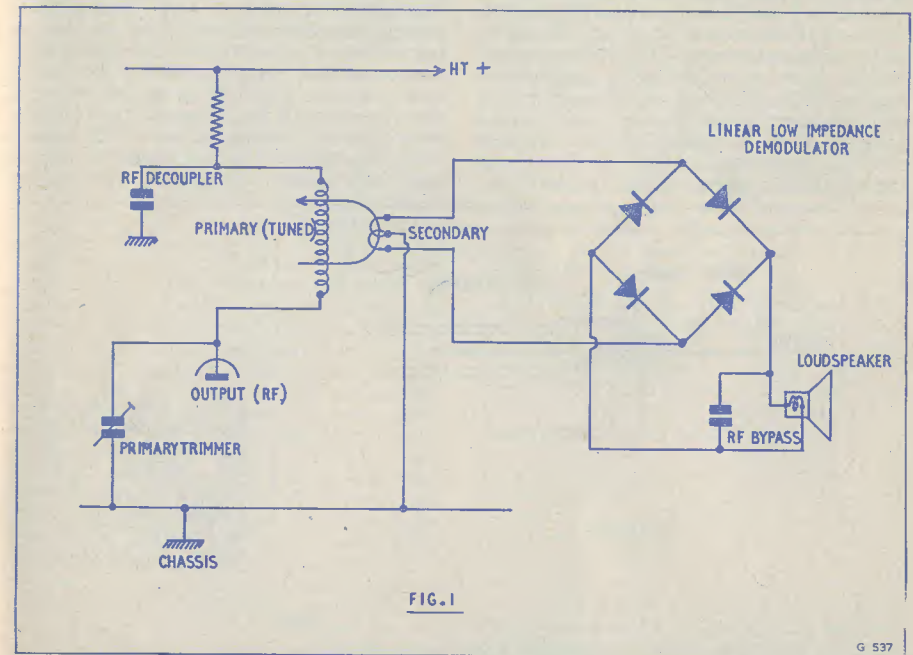 HT +
RF DECOUPLER
PRIMARY (TUNED)
SECONDARY
LINEAR LOW IMPEDANCE
DEMODULATOR
OUTPUT (RF)
PRIMARY TRIMMER
LOUDSPEAKER
RF BYPASS
CHASSIS
FIG.1
G 537